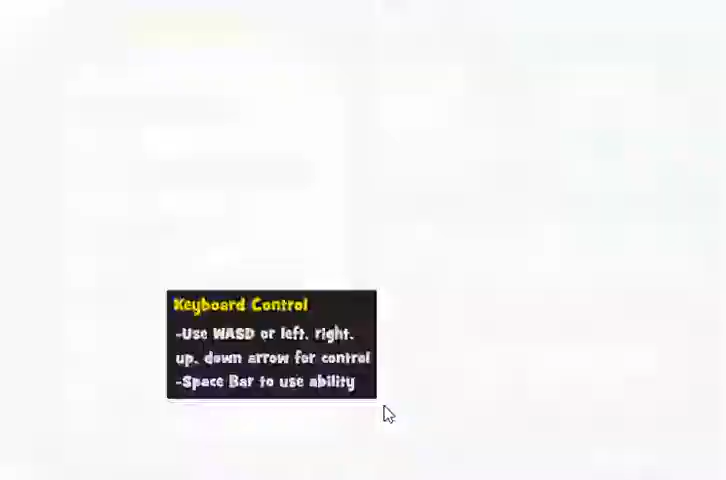 Keyboard Control
-Use WASD or left, right,
up, down arrow for control
-Space Bar to use ability